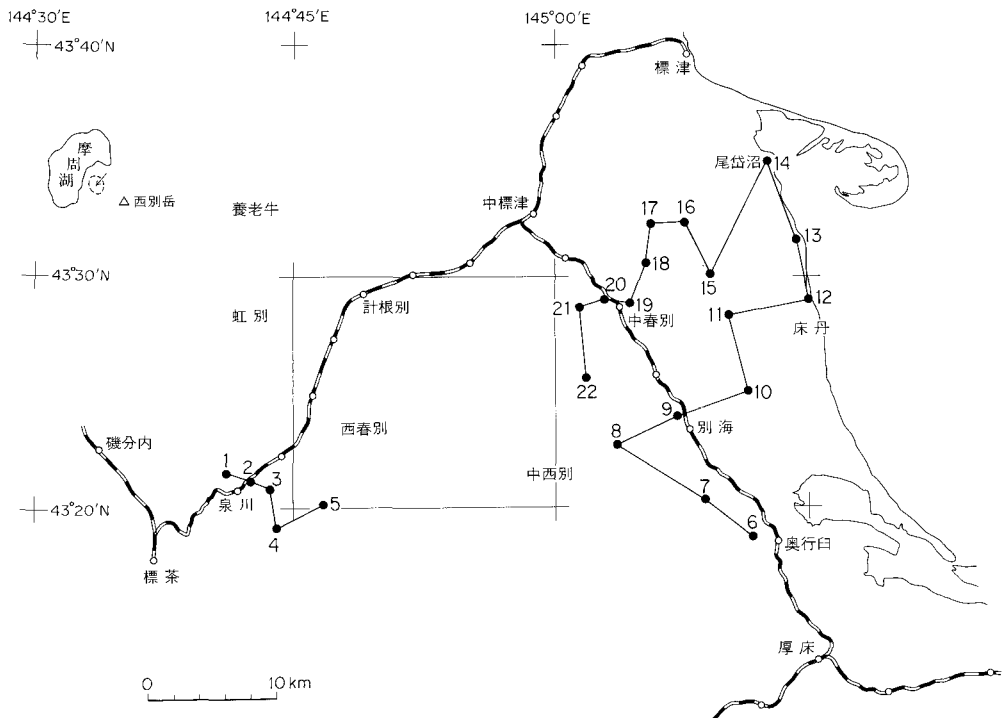 144°30′E
144°45′E
145°00′E
43°40′N
標津
摩周湖
西別岳
養老牛
中標津
尾岱沼
14
17
16
13
43°30′N
18
15
20
19
12
21
11
計根別
中春別
床丹
虹別
22
10
9
西春別
8
別海
磯分内
中西別
1
2
3
泉川
5
7
43°20′N
4
6
奥行臼
標茶
厚床
0
10km